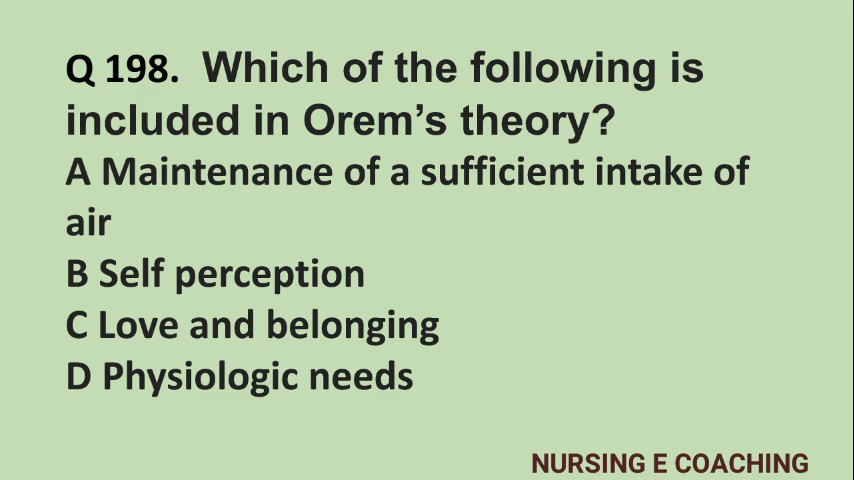 Q 198. Which of the following is
included in Orem’s theory?
A Maintenance of a sufficient intake of
air
B Self perception
C Love and belonging
D Physiologic needs
NURSING E COACHING